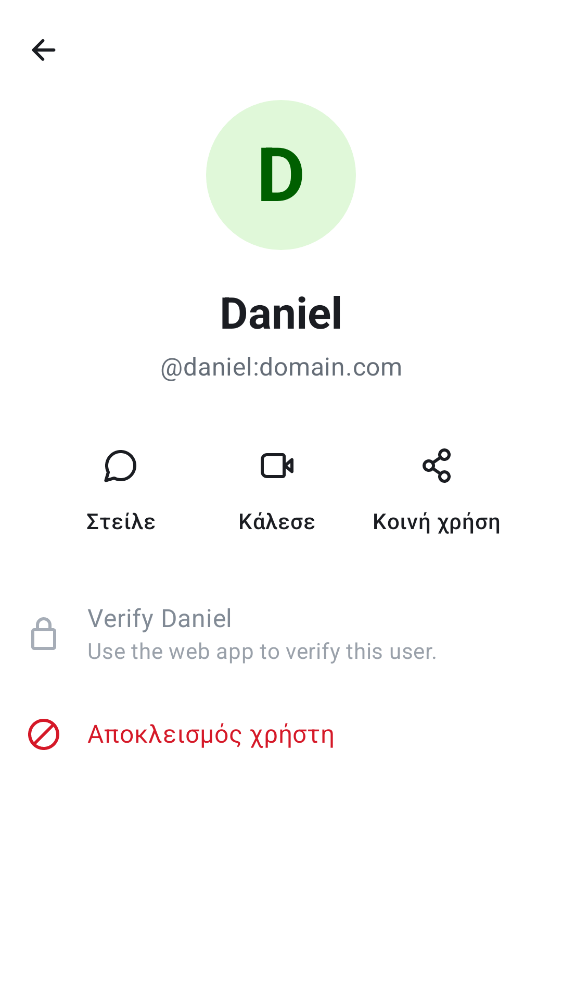 D
Daniel
@daniel:domain.com
Στείλε Κάλεσε Κοινή χρήση
Verify Daniel
Use the web app to verify this user.
Αποκλεισμός χρήστη